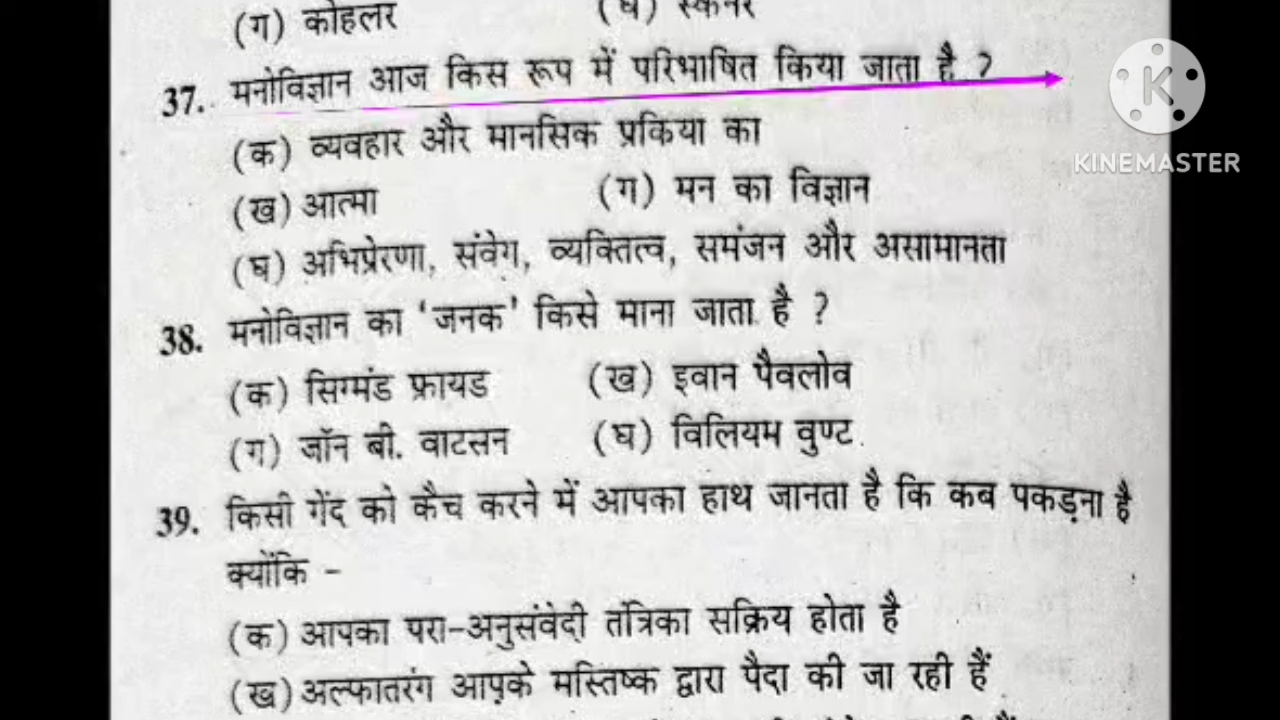 (ग) कोहलर (घ) स्कनर
37. मनोविज्ञान आज किस रूप में परिभाषित किया जाता है ?
(क) व्यवहार और मानसिक प्रकिया का
(ख) आत्मा (ग) मन का विज्ञान
(घ) अभिप्रेरणा, संवेग, व्यक्तित्व, समंजन और असामानता
38. मनोविज्ञान का 'जनक' किसे माना जाता है ?
(क) सिग्मंड फ्रायड (ख) इवान पैवलोव
(ग) जॉन बी. वाटसन (घ) विलियम वुण्ट
39. किसी गेंद को कैच करने में आपका हाथ जानता है कि कब पकड़ना है
क्योंकि –
(क) आपका परा-अनुसंवेदी तंत्रिका सक्रिय होता है
(ख) अल्फातरंग आपके मस्तिष्क द्वारा पैदा की जा रही हैं
K
KINEMASTER